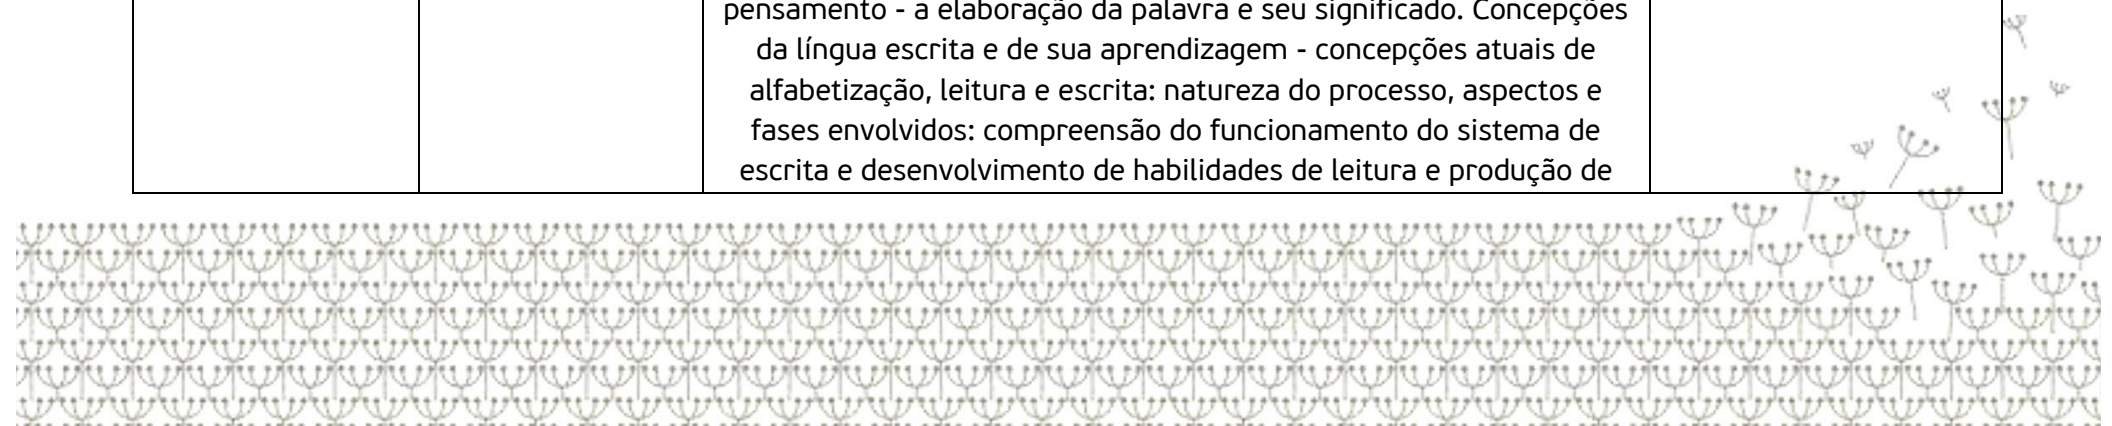 pensamento - a elaboração da palavra e seu significado. Concepções
da língua escrita e de sua aprendizagem - concepções atuais de
alfabetização, leitura e escrita: natureza do processo, aspectos e
fases envolvidos: compreensão do funcionamento do sistema de
escrita e desenvolvimento de habilidades de leitura e produção de